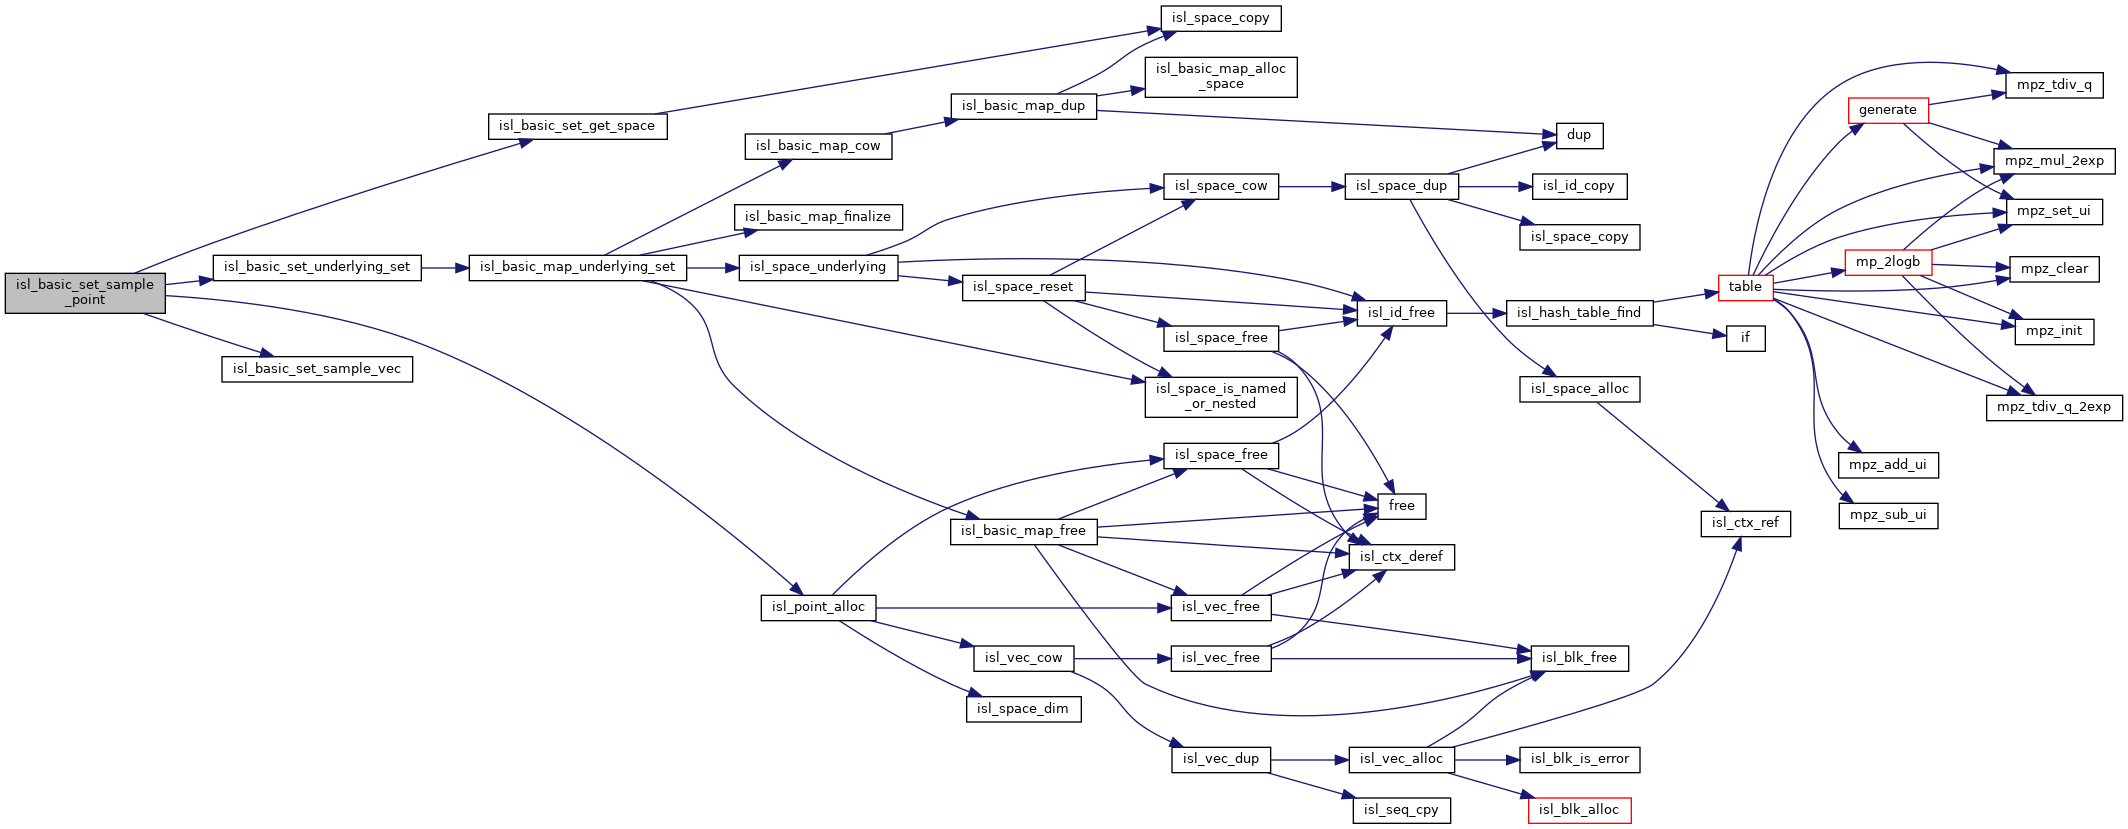 isl_space_copy
isl_basic_map_alloc
_space
mpz_tdiv_q
isl_basic_map_dup
generate
isl_basic_set_get_space
dup
isl_basic_map_cow
mpz_mul_2exp
isl_space_cow
isl_space_dup
isl_id_copy
isl_basic_map_finalize
mpz_set_ui
isl_space_copy
isl_basic_set_underlying_set
isl_basic_map_underlying_set
isl_space_underlying
mp_2logb
mpz_clear
isl_basic_set_sample
_point
isl_space_reset
table
isl_id_free
isl_hash_table_find
mpz_init
isl_space_free
if
isl_basic_set_sample_vec
isl_space_is_named
_or_nested
isl_space_alloc
mpz_tdiv_q_2exp
isl_space_free
mpz_add_ui
free
mpz_sub_ui
isl_basic_map_free
isl_ctx_ref
isl_ctx_deref
isl_point_alloc
isl_vec_free
isl_vec_cow
isl_vec_free
isl_blk_free
isl_space_dim
isl_vec_dup
isl_vec_alloc
isl_blk_is_error
isl_seq_cpy
isl_blk_alloc